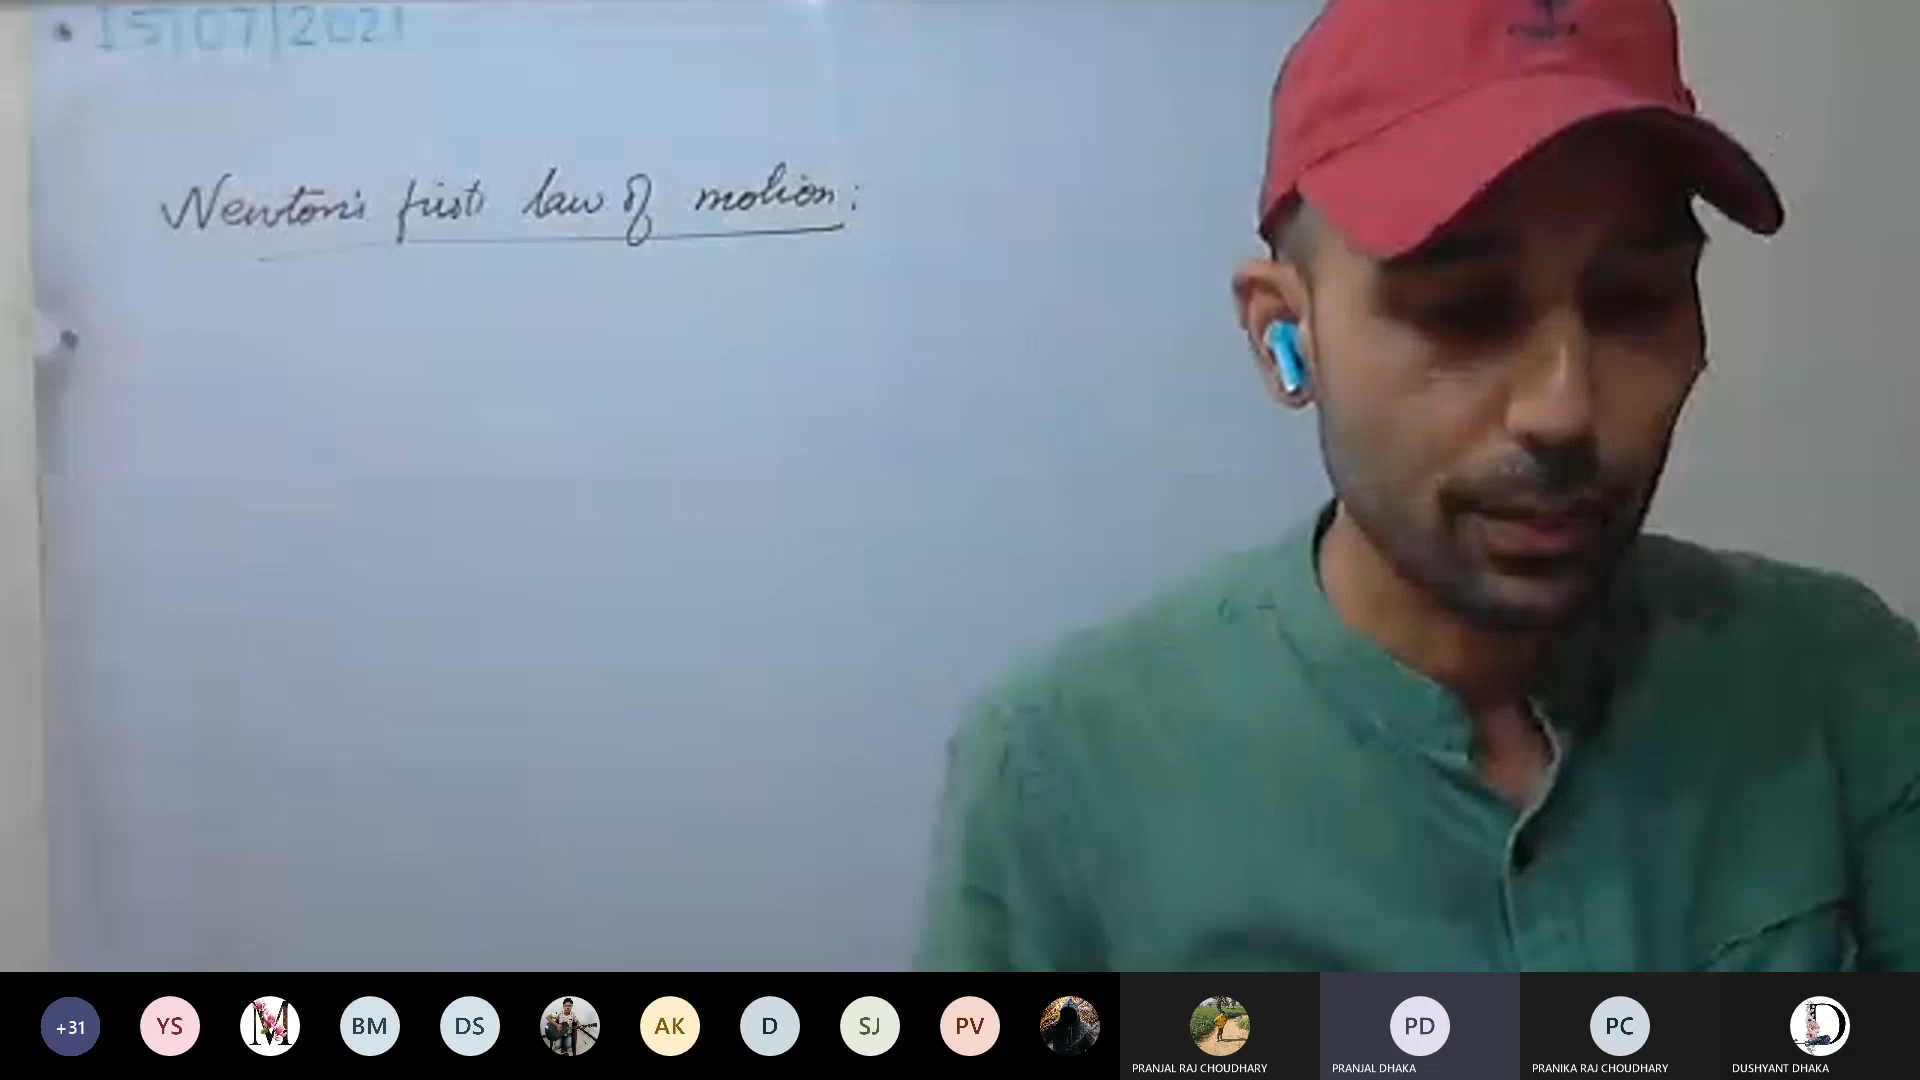 15/07/2021
Newton's first law of motion:
+31
YS
M
BM
DS
AK
D
SJ
PV
PD
PC
D
PRANJAL RAJ CHOUDHARY
PRANJAL DHAKA
PRANIKA RAJ CHOUDHARY
DUSHYANT DHAKA